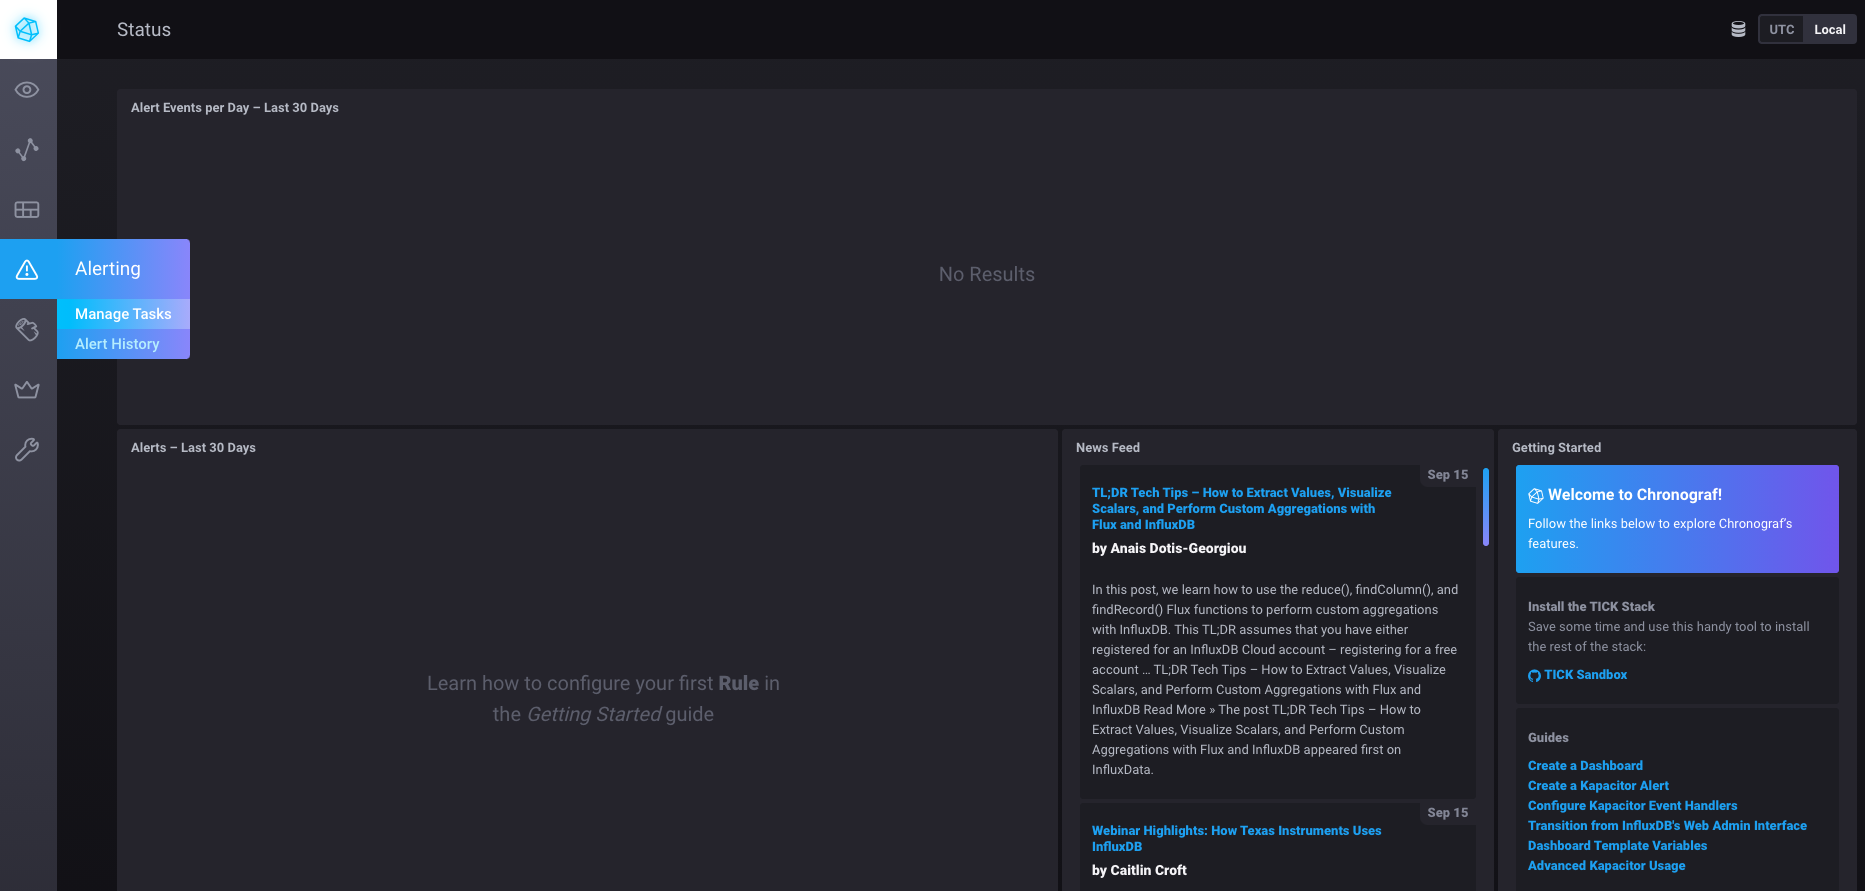 Status
UTC
Local
Alert Events per Day – Last 30 Days
No Results
Alerting
Manage Tasks
Alert History
Alerts – Last 30 Days
Learn how to configure your first Rule in
the Getting Started guide
News Feed
Sep 15
TL;DR Tech Tips – How to Extract Values, Visualize
Scalars, and Perform Custom Aggregations with
Flux and InfluxDB
by Anais Dotis-Georgiou
In this post, we learn how to use the reduce(), findColumn(), and
findRecord() Flux functions to perform custom aggregations
with InfluxDB. This TL;DR assumes that you have either
registered for an InfluxDB Cloud account – registering for a free
account ... TL;DR Tech Tips – How to Extract Values, Visualize
Scalars, and Perform Custom Aggregations with Flux and
InfluxDB Read More » The post TL;DR Tech Tips – How to
Extract Values, Visualize Scalars, and Perform Custom
Aggregations with Flux and InfluxDB appeared first on
InfluxData.
Sep 15
Webinar Highlights: How Texas Instruments Uses
InfluxDB
by Caitlin Croft
Getting Started
Welcome to Chronograf!
Follow the links below to explore Chronograf's
features.
Install the TICK Stack
Save some time and use this handy tool to install
the rest of the stack:
TICK Sandbox
Guides
Create a Dashboard
Create a Kapacitor Alert
Configure Kapacitor Event Handlers
Transition from InfluxDB's Web Admin Interface
Dashboard Template Variables
Advanced Kapacitor Usage